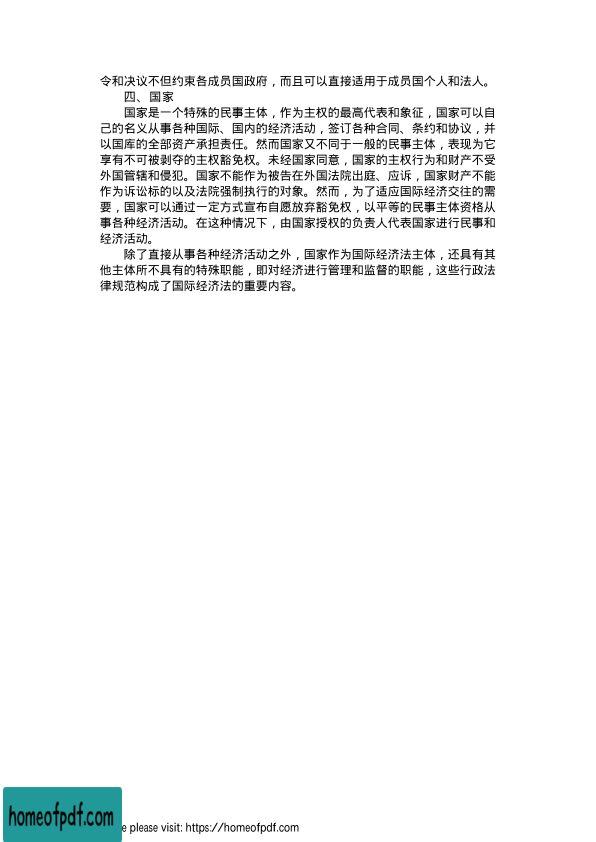 令和决议不但约束各成员国政府，而且可以直接适用于成员国个人和法人。
四、国家
国家是一个特殊的民事主体，作为主权的最高代表和象征，国家可以自
己的名义从事各种国际、国内的经济活动，签订各种合同、条约和协议，并
以国库的全部资产承担责任。然而国家又不同于一般的民事主体，表现为它
享有不可被剥夺的主权豁免权。未经国家同意，国家的主权行为和财产不受
外国管辖和侵犯。国家不能作为被告在外国法院出庭、应诉，国家财产不能
作为诉讼标的以及法院强制执行的对象。然而，为了适应国际经济交往的需
要，国家可以通过一定方式宣布自愿放弃豁免权，以平等的民事主体资格从
事各种经济活动。在这种情况下，由国家授权的负责人代表国家进行民事和
经济活动。
除了直接从事各种经济活动之外，国家作为国际经济法主体，还具有其
他主体所不具有的特殊职能，即对经济进行管理和监督的职能，这些行政法
律规范构成了国际经济法的重要内容。
homeofpdf.com
e please visit: https://homeofpdf.com